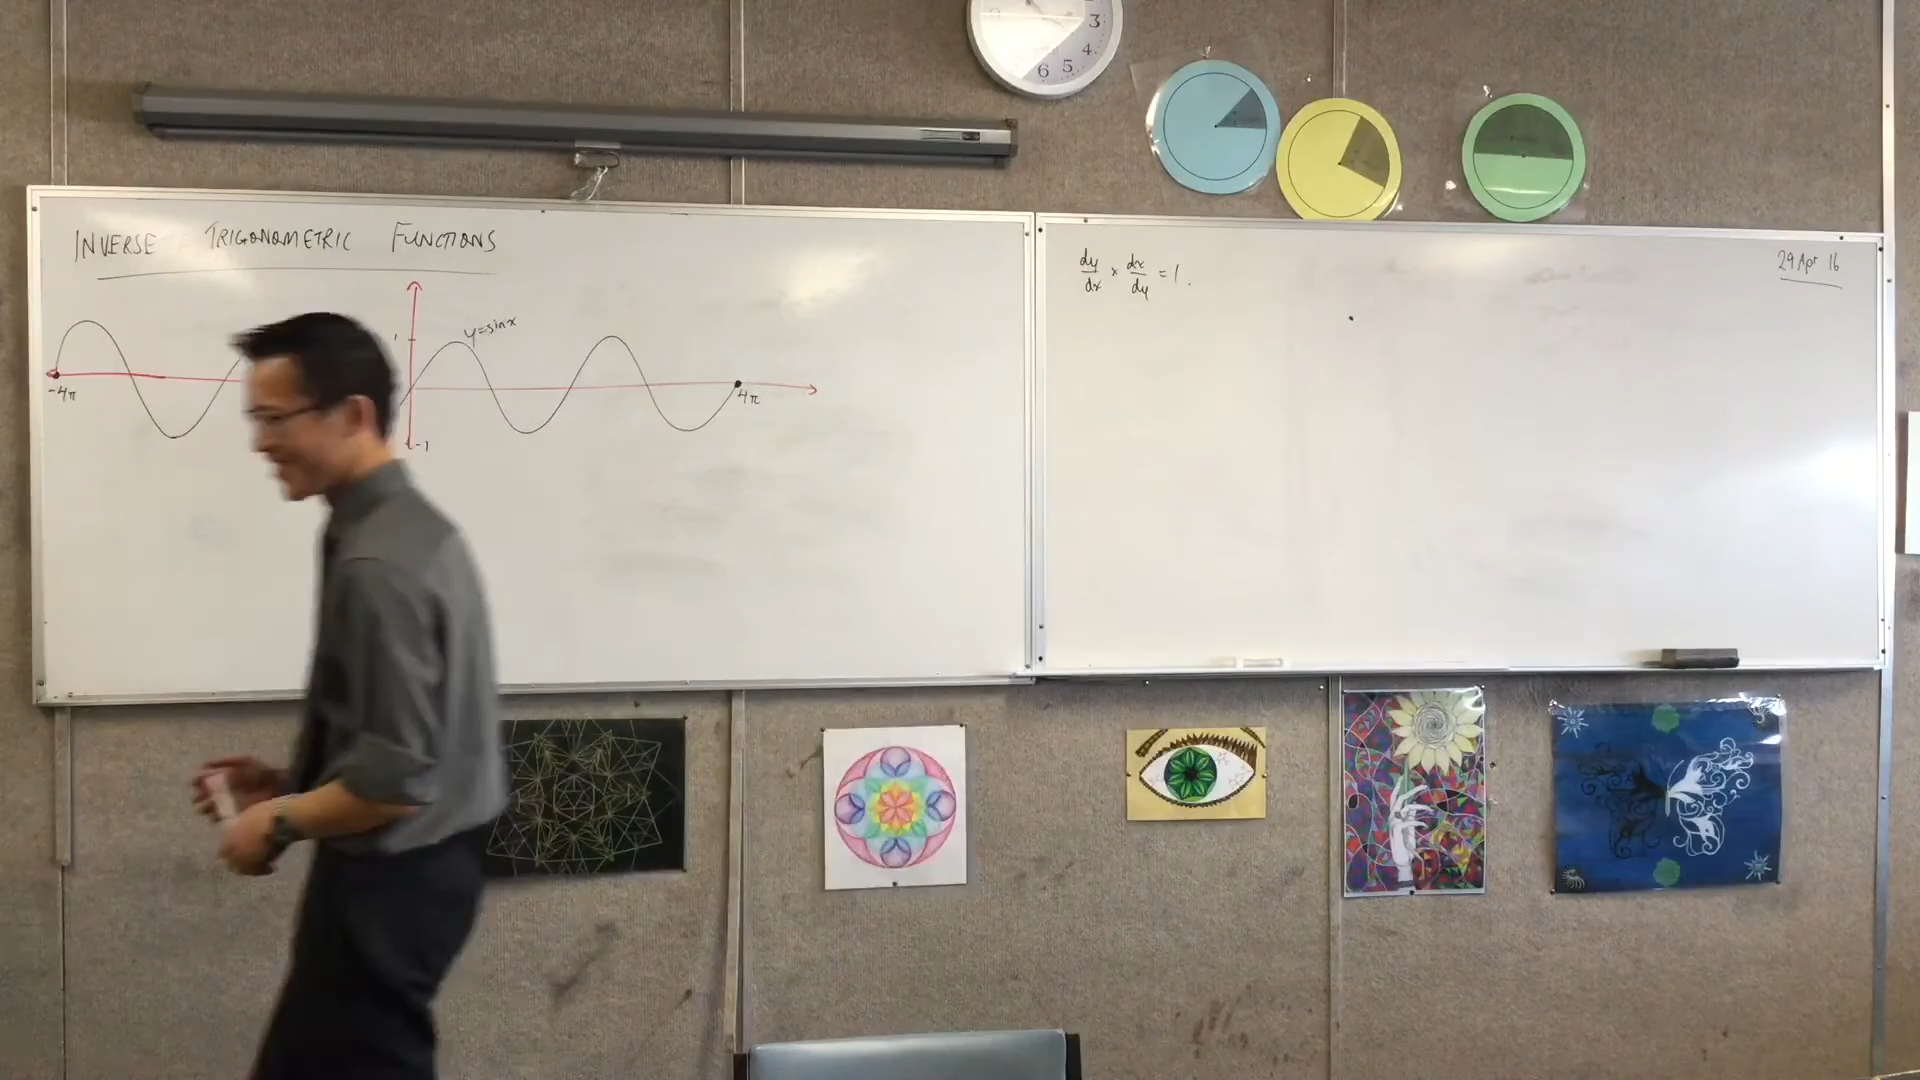 INVERSE TRIGONOMETRIC FUNCTIONS
y=sinx
1
-4π
4π
-1
dy/dx × dx/dy = 1.
29 Apr 16
3
4
5
6